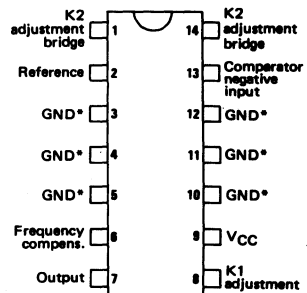 K2
adjustment
bridge
1
14
K2
adjustment
bridge
Reference
2
13
Comparator
negative
input
GND*
3
12
GND*
GND*
4
11
GND*
GND*
5
10
GND*
Frequency
compens.
6
9
VCC
Output
7
8
K1
adjustment